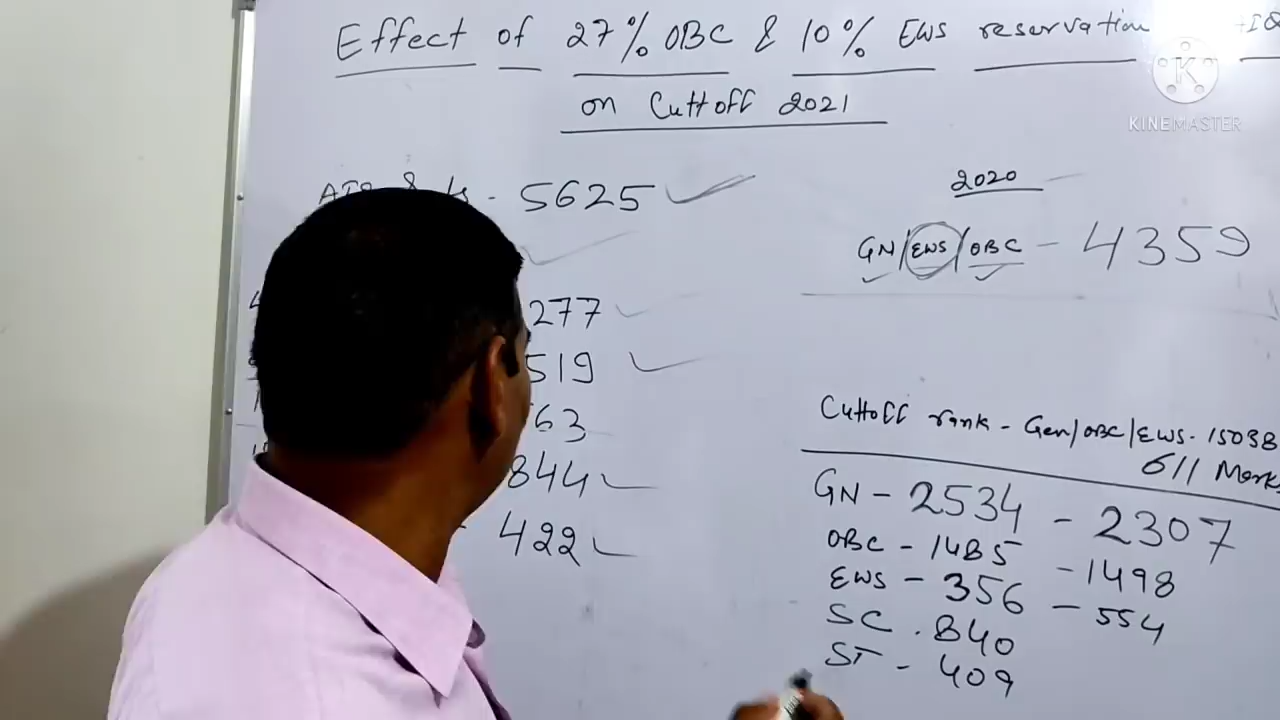 Effect of 27% OBC & 10% EWS reservation
on Cuttoff 2021
KINEMASTER
- 5625
2020
GN/EWS/OBC - 4359
277
519
63
844
422
Cuttoff rank - Gen/OBC/EWS - 15038
611 Marks
GN - 2534 - 2307
OBC - 1485 - 1498
EWS - 356 - 554
SC . 840
ST - 409